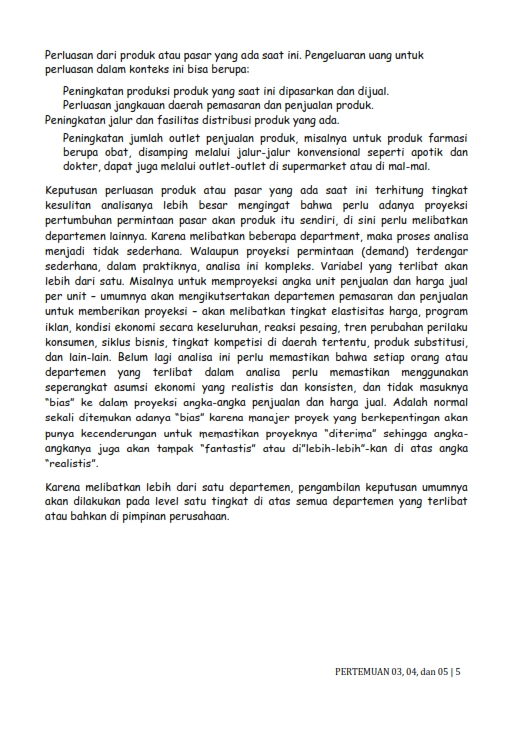 Perluasan dari produk atau pasar yang ada saat ini. Pengeluaran uang untuk
perluasan dalam konteks ini bisa berupa:
Peningkatan produksi produk yang saat ini dipasarkan dan dijual.
Perluasan jangkauan daerah pemasaran dan penjualan produk.
Peningkatan jalur dan fasilitas distribusi produk yang ada.
Peningkatan jumlah outlet penjualan produk, misalnya untuk produk farmasi
berupa obat, disamping melalui jalur-jalur konvensional seperti apotik dan
dokter, dapat juga melalui outlet-outlet di supermarket atau di mal-mal.
Keputusan perluasan produk atau pasar yang ada saat ini terhitung tingkat
kesulitan analisanya lebih besar mengingat bahwa perlu adanya proyeksi
pertumbuhan permintaan pasar akan produk itu sendiri, di sini perlu melibatkan
departemen lainnya. Karena melibatkan beberapa department, maka proses analisa
menjadi tidak sederhana. Walaupun proyeksi permintaan (demand) terdengar
sederhana, dalam praktiknya, analisa ini kompleks. Variabel yang terlibat akan
lebih dari satu. Misalnya untuk memproyeksi angka unit penjualan dan harga jual
per unit – umumnya akan mengikutsertakan departemen pemasaran dan penjualan
untuk memberikan proyeksi – akan melibatkan tingkat elastisitas harga, program
iklan, kondisi ekonomi secara keseluruhan, reaksi pesaing, tren perubahan perilaku
konsumen, siklus bisnis, tingkat kompetisi di daerah tertentu, produk substitusi,
dan lain-lain. Belum lagi analisa ini perlu memastikan bahwa setiap orang atau
departemen yang terlibat dalam analisa perlu memastikan menggunakan
seperangkat asumsi ekonomi yang realistis dan konsisten, dan tidak masuknya
"bias" ke dalam proyeksi angka-angka penjualan dan harga jual. Adalah normal
sekali ditemukan adanya "bias" karena manajer proyek yang berkepentingan akan
punya kecenderungan untuk memastikan proyeknya "diterima" sehingga angka-
angkanya juga akan tampak "fantastis" atau di"lebih-lebih"-kan di atas angka
"realistis".
Karena melibatkan lebih dari satu departemen, pengambilan keputusan umumnya
akan dilakukan pada level satu tingkat di atas semua departemen yang terlibat
atau bahkan di pimpinan perusahaan.
PERTEMUAN 03, 04, dan 05 | 5